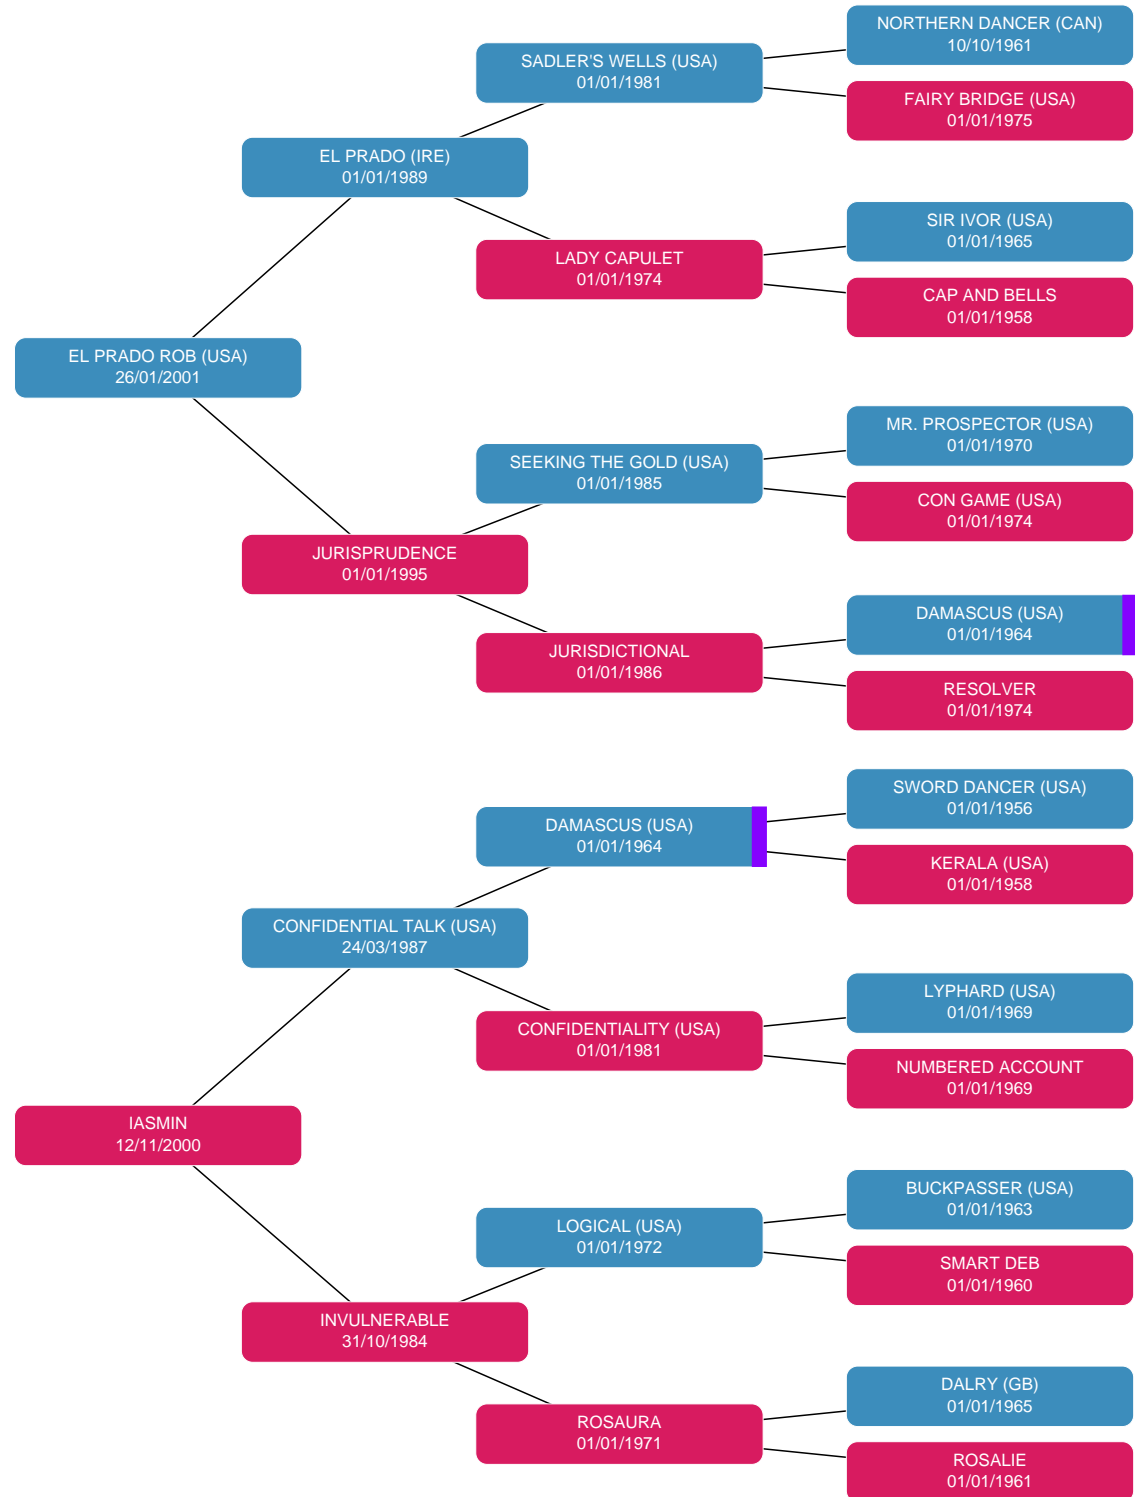 NORTHERN DANCER (CAN)
10/10/1961
SADLER'S WELLS (USA)
01/01/1981
FAIRY BRIDGE (USA)
01/01/1975
EL PRADO (IRE)
01/01/1989
SIR IVOR (USA)
01/01/1965
LADY CAPULET
01/01/1974
CAP AND BELLS
01/01/1958
EL PRADO ROB (USA)
26/01/2001
MR. PROSPECTOR (USA)
01/01/1970
SEEKING THE GOLD (USA)
01/01/1985
CON GAME (USA)
01/01/1974
JURISPRUDENCE
01/01/1995
DAMASCUS (USA)
01/01/1964
JURISDICTIONAL
01/01/1986
RESOLVER
01/01/1974
SWORD DANCER (USA)
01/01/1956
DAMASCUS (USA)
01/01/1964
KERALA (USA)
01/01/1958
CONFIDENTIAL TALK (USA)
24/03/1987
LYPHARD (USA)
01/01/1969
CONFIDENTIALITY (USA)
01/01/1981
NUMBERED ACCOUNT
01/01/1969
IASMIN
12/11/2000
BUCKPASSER (USA)
01/01/1963
LOGICAL (USA)
01/01/1972
SMART DEB
01/01/1960
INVULNERABLE
31/10/1984
DALRY (GB)
01/01/1965
ROSAURA
01/01/1971
ROSALIE
01/01/1961